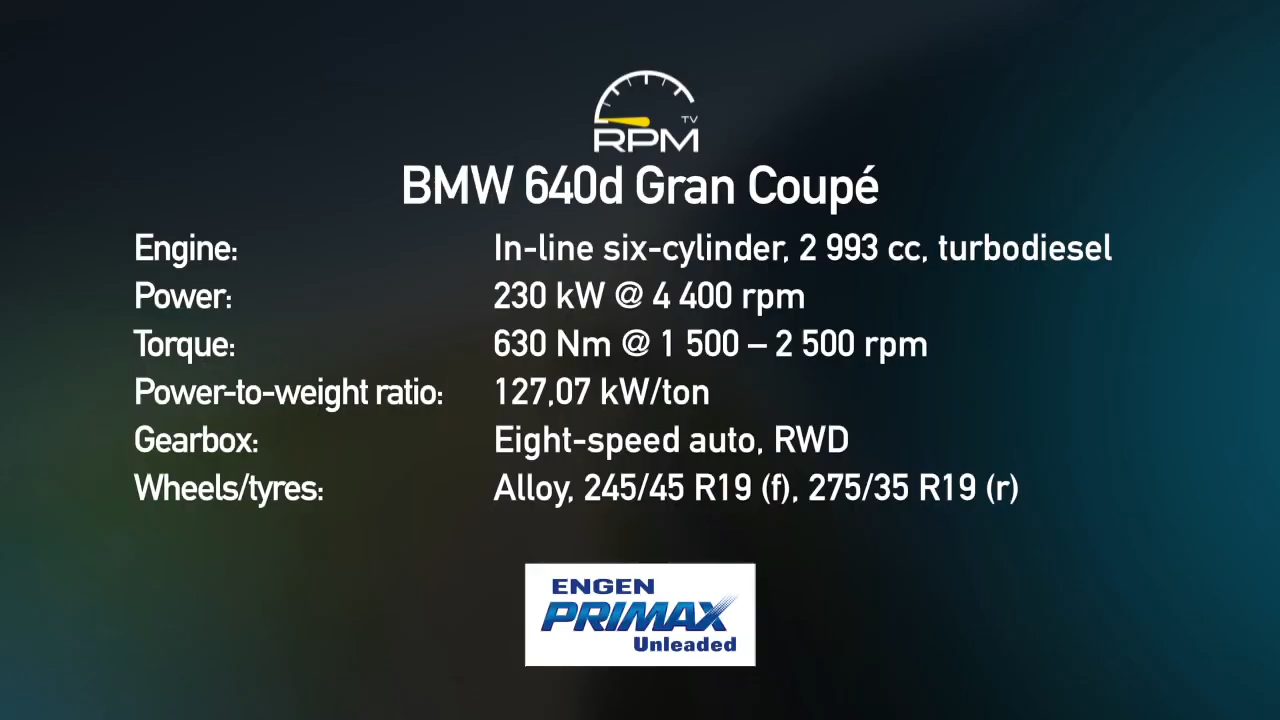 TV
RPM
BMW 640d Gran Coupé
Engine: In-line six-cylinder, 2 993 cc, turbodiesel
Power: 230 kW @ 4 400 rpm
Torque: 630 Nm @ 1 500 – 2 500 rpm
Power-to-weight ratio: 127,07 kW/ton
Gearbox: Eight-speed auto, RWD
Wheels/tyres: Alloy, 245/45 R19 (f), 275/35 R19 (r)
ENGEN
PRIMAX
Unleaded